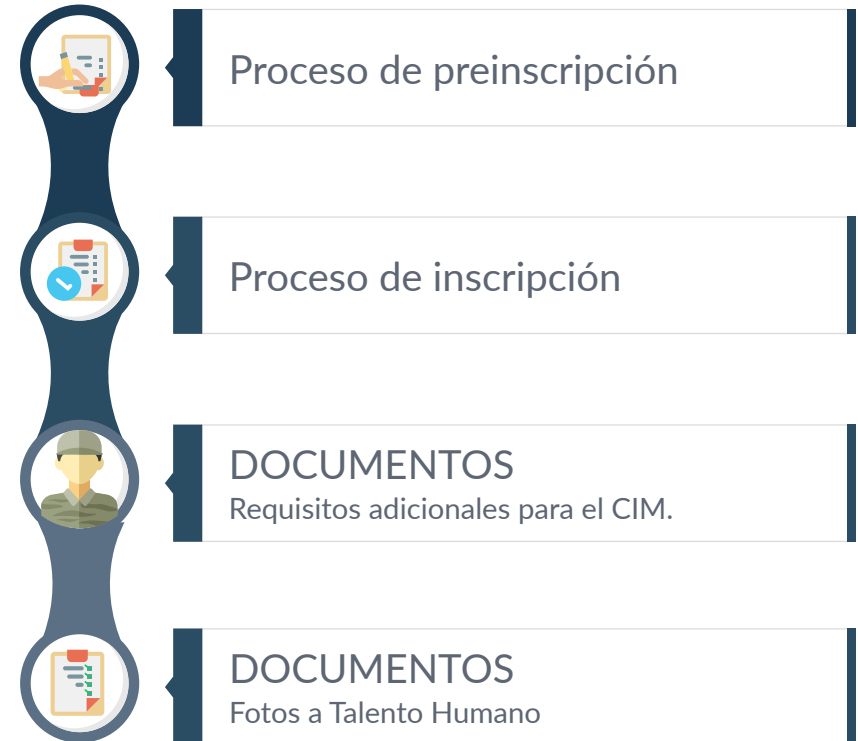 Proceso de preinscripción
Proceso de inscripción
DOCUMENTOS
Requisitos adicionales para el CIM.
DOCUMENTOS
Fotos a Talento Humano